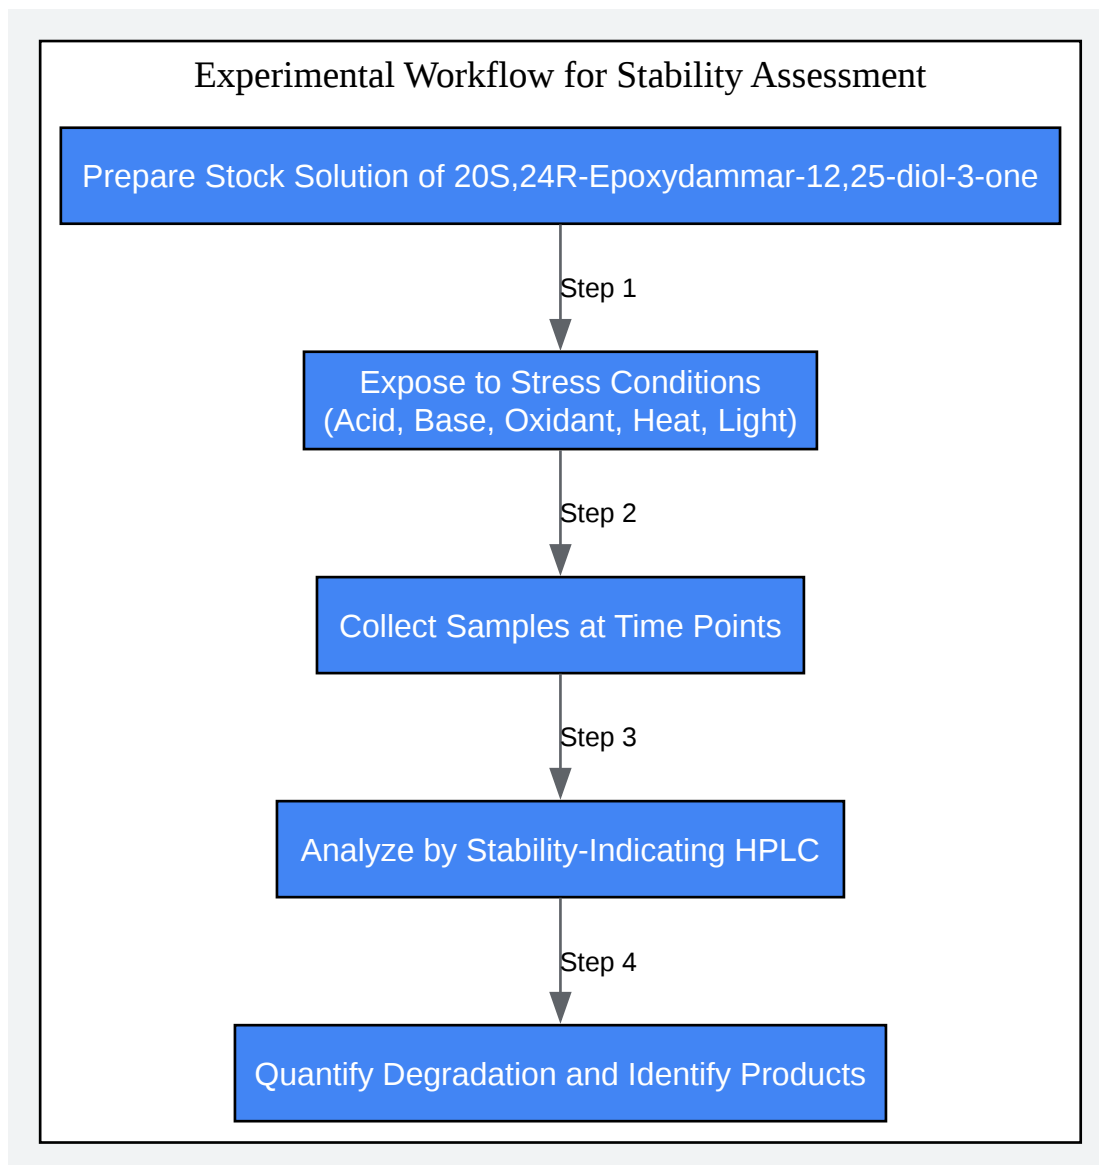 Experimental Workflow for Stability Assessment
Prepare Stock Solution of 20S,24R-Epoxydammar-12,25-diol-3-one
Step 1
Expose to Stress Conditions
(Acid, Base, Oxidant, Heat, Light)
Step 2
Collect Samples at Time Points
Step 3
Analyze by Stability-Indicating HPLC
Step 4
Quantify Degradation and Identify Products